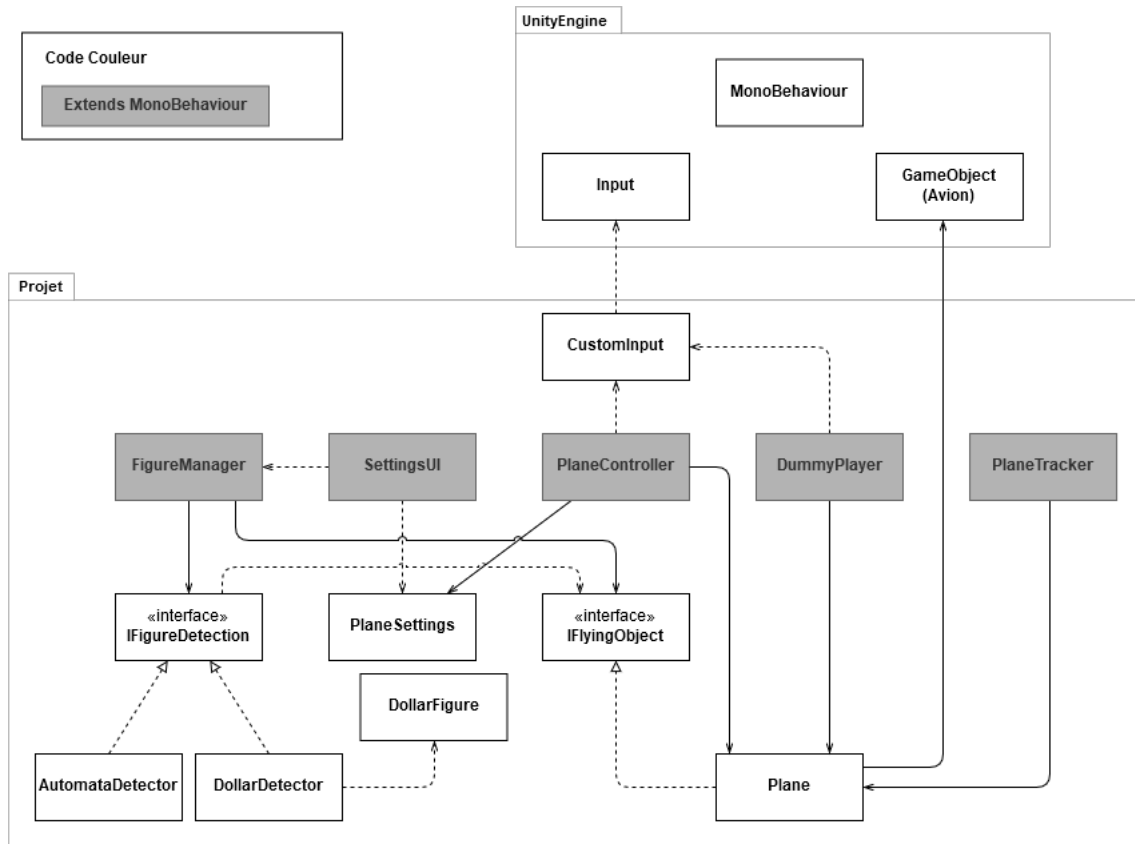 UnityEngine
Code Couleur
Extends MonoBehaviour
MonoBehaviour
Input
GameObject
(Avion)
Projet
CustomInput
FigureManager
SettingsUI
PlaneController
DummyPlayer
PlaneTracker
«interface»
IFigureDetection
PlaneSettings
«interface»
IFlyingObject
DollarFigure
AutomataDetector
DollarDetector
Plane